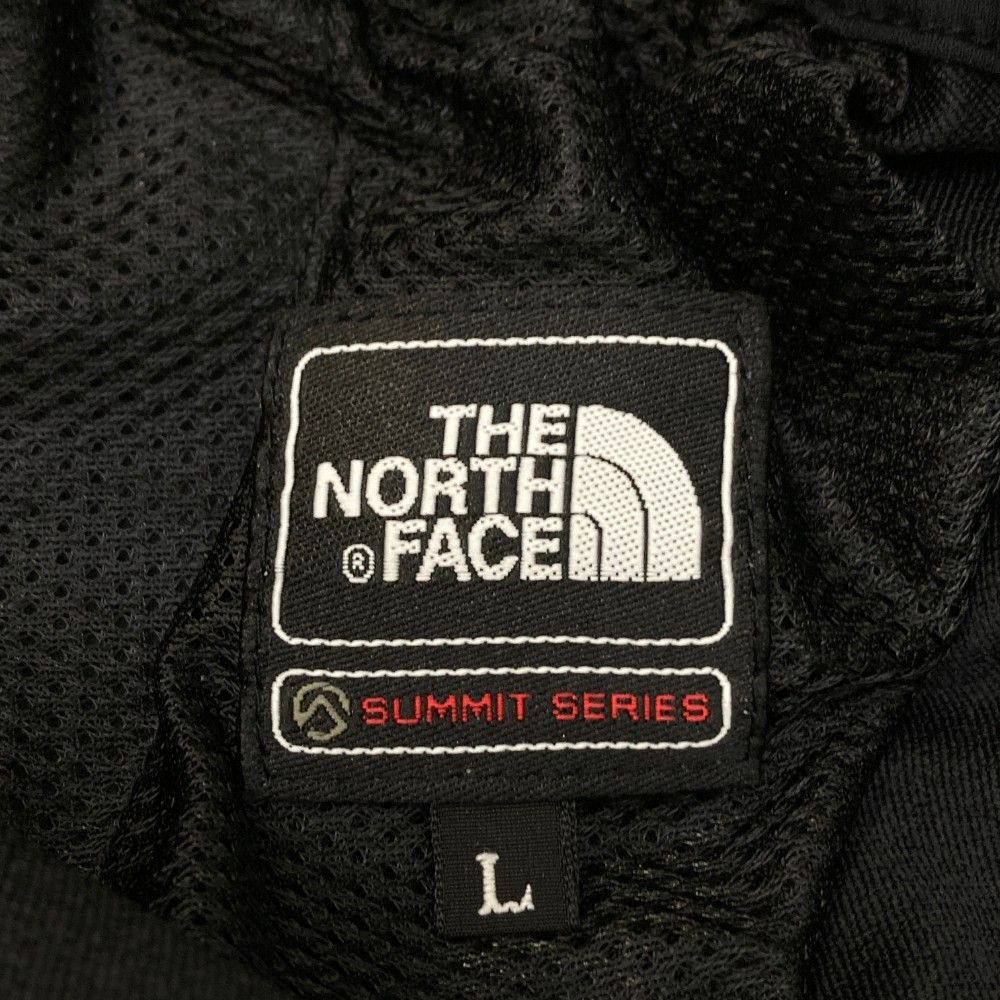 THE
NORTH
® FACE
SUMMIT SERIES
L